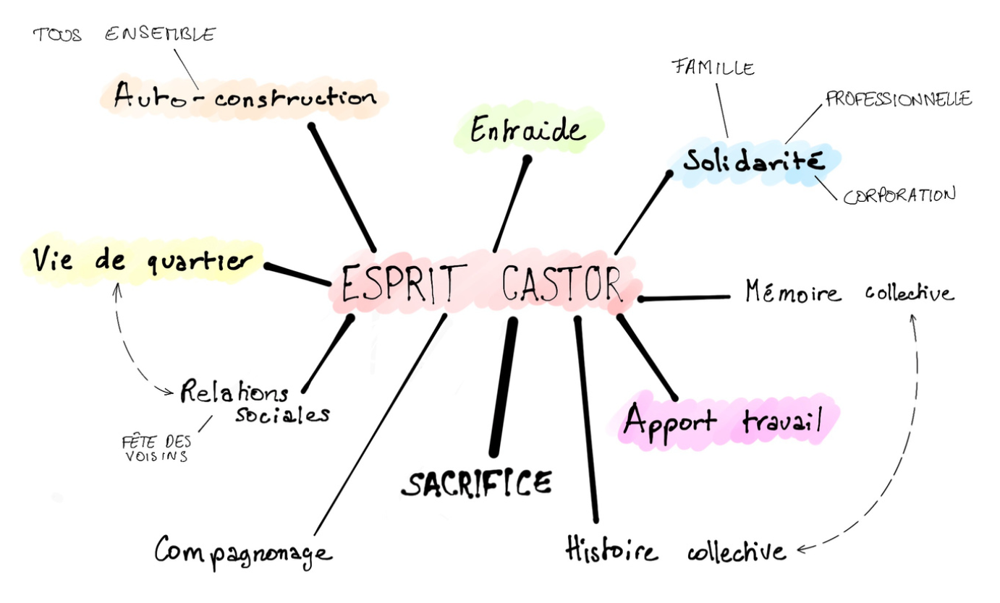 TOUS ENSEMBLE
Auto-construction
Entraide
FAMILLE
PROFESSIONNELLE
Solidarité
CORPORATION
Vie de quartier
ESPRIT CASTOR
Mémoire collective
Relations
sociales
FÊTE DES
VOISINS
Apport travail
SACRIFICE
Compagnonage
Histoire collective